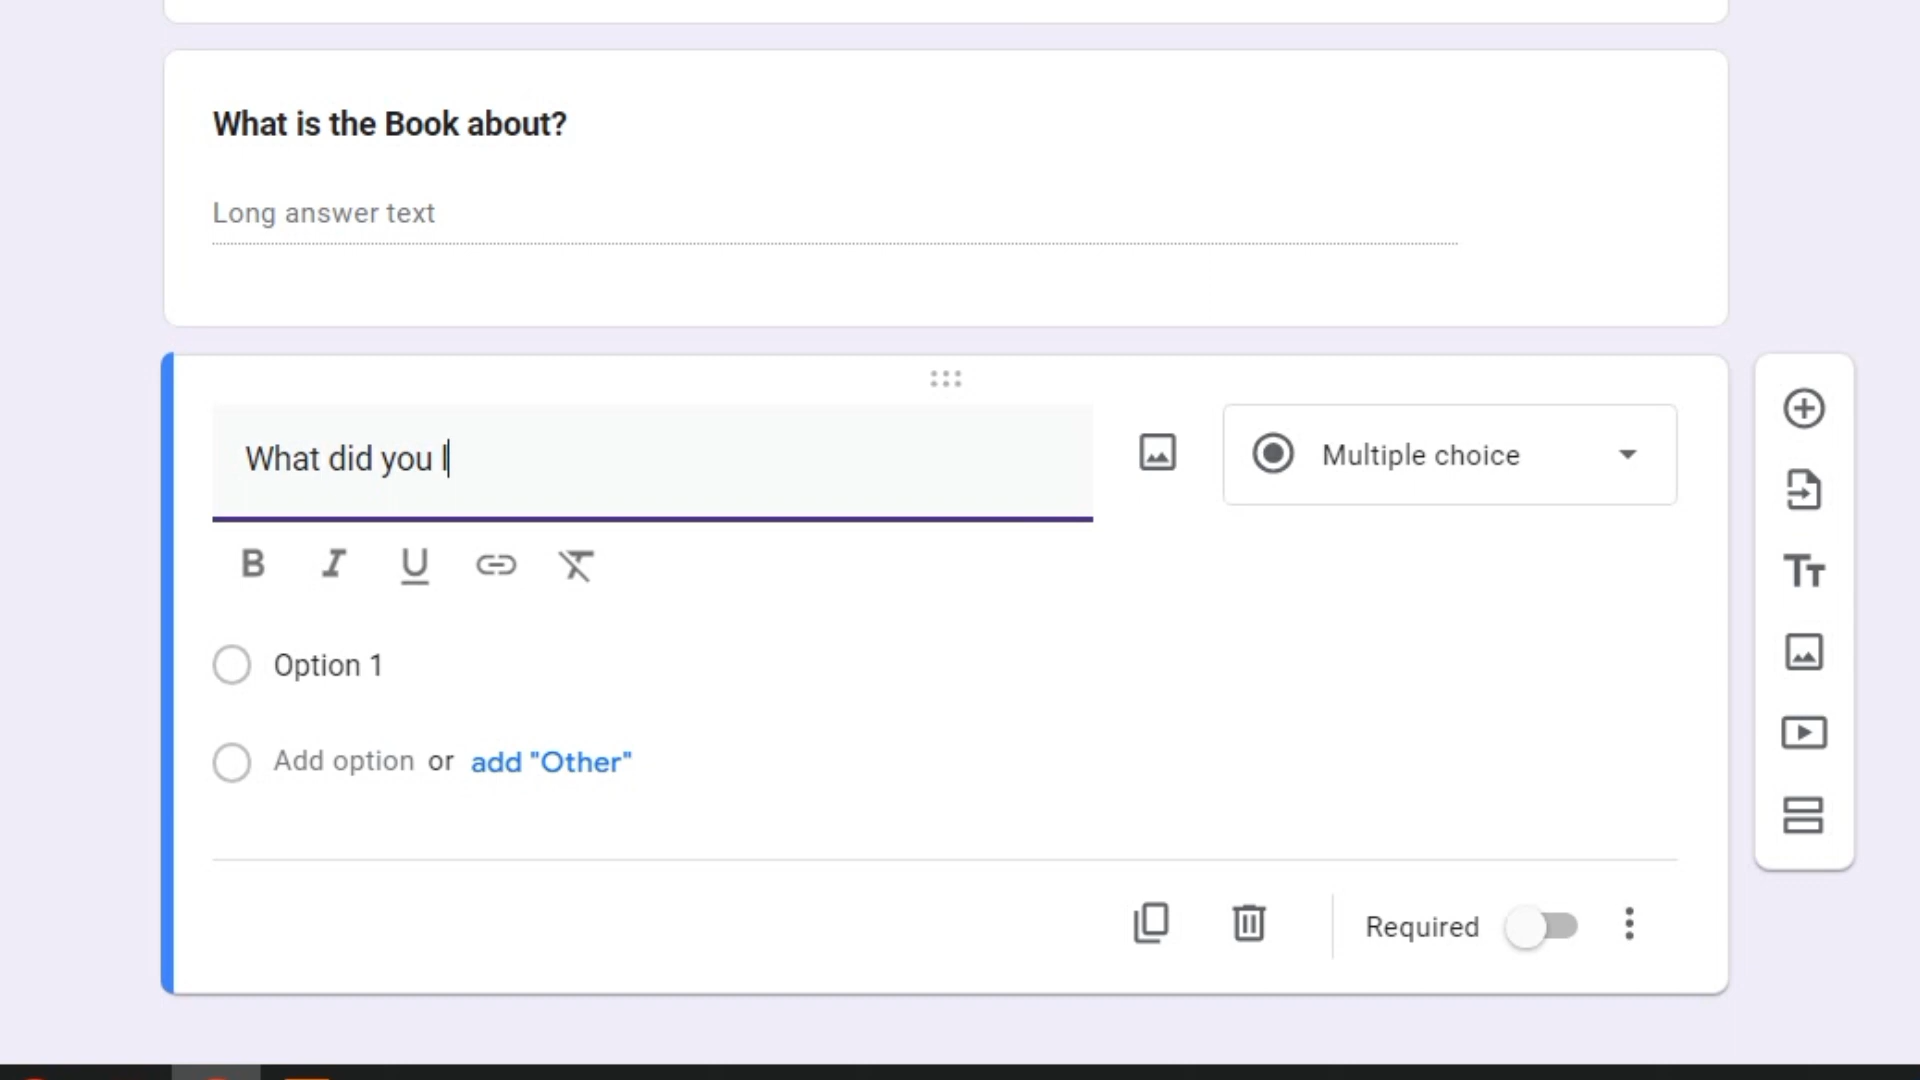 What is the Book about?
Long answer text
What did you l
Multiple choice
B I U
Option 1
Add option or add "Other"
Required